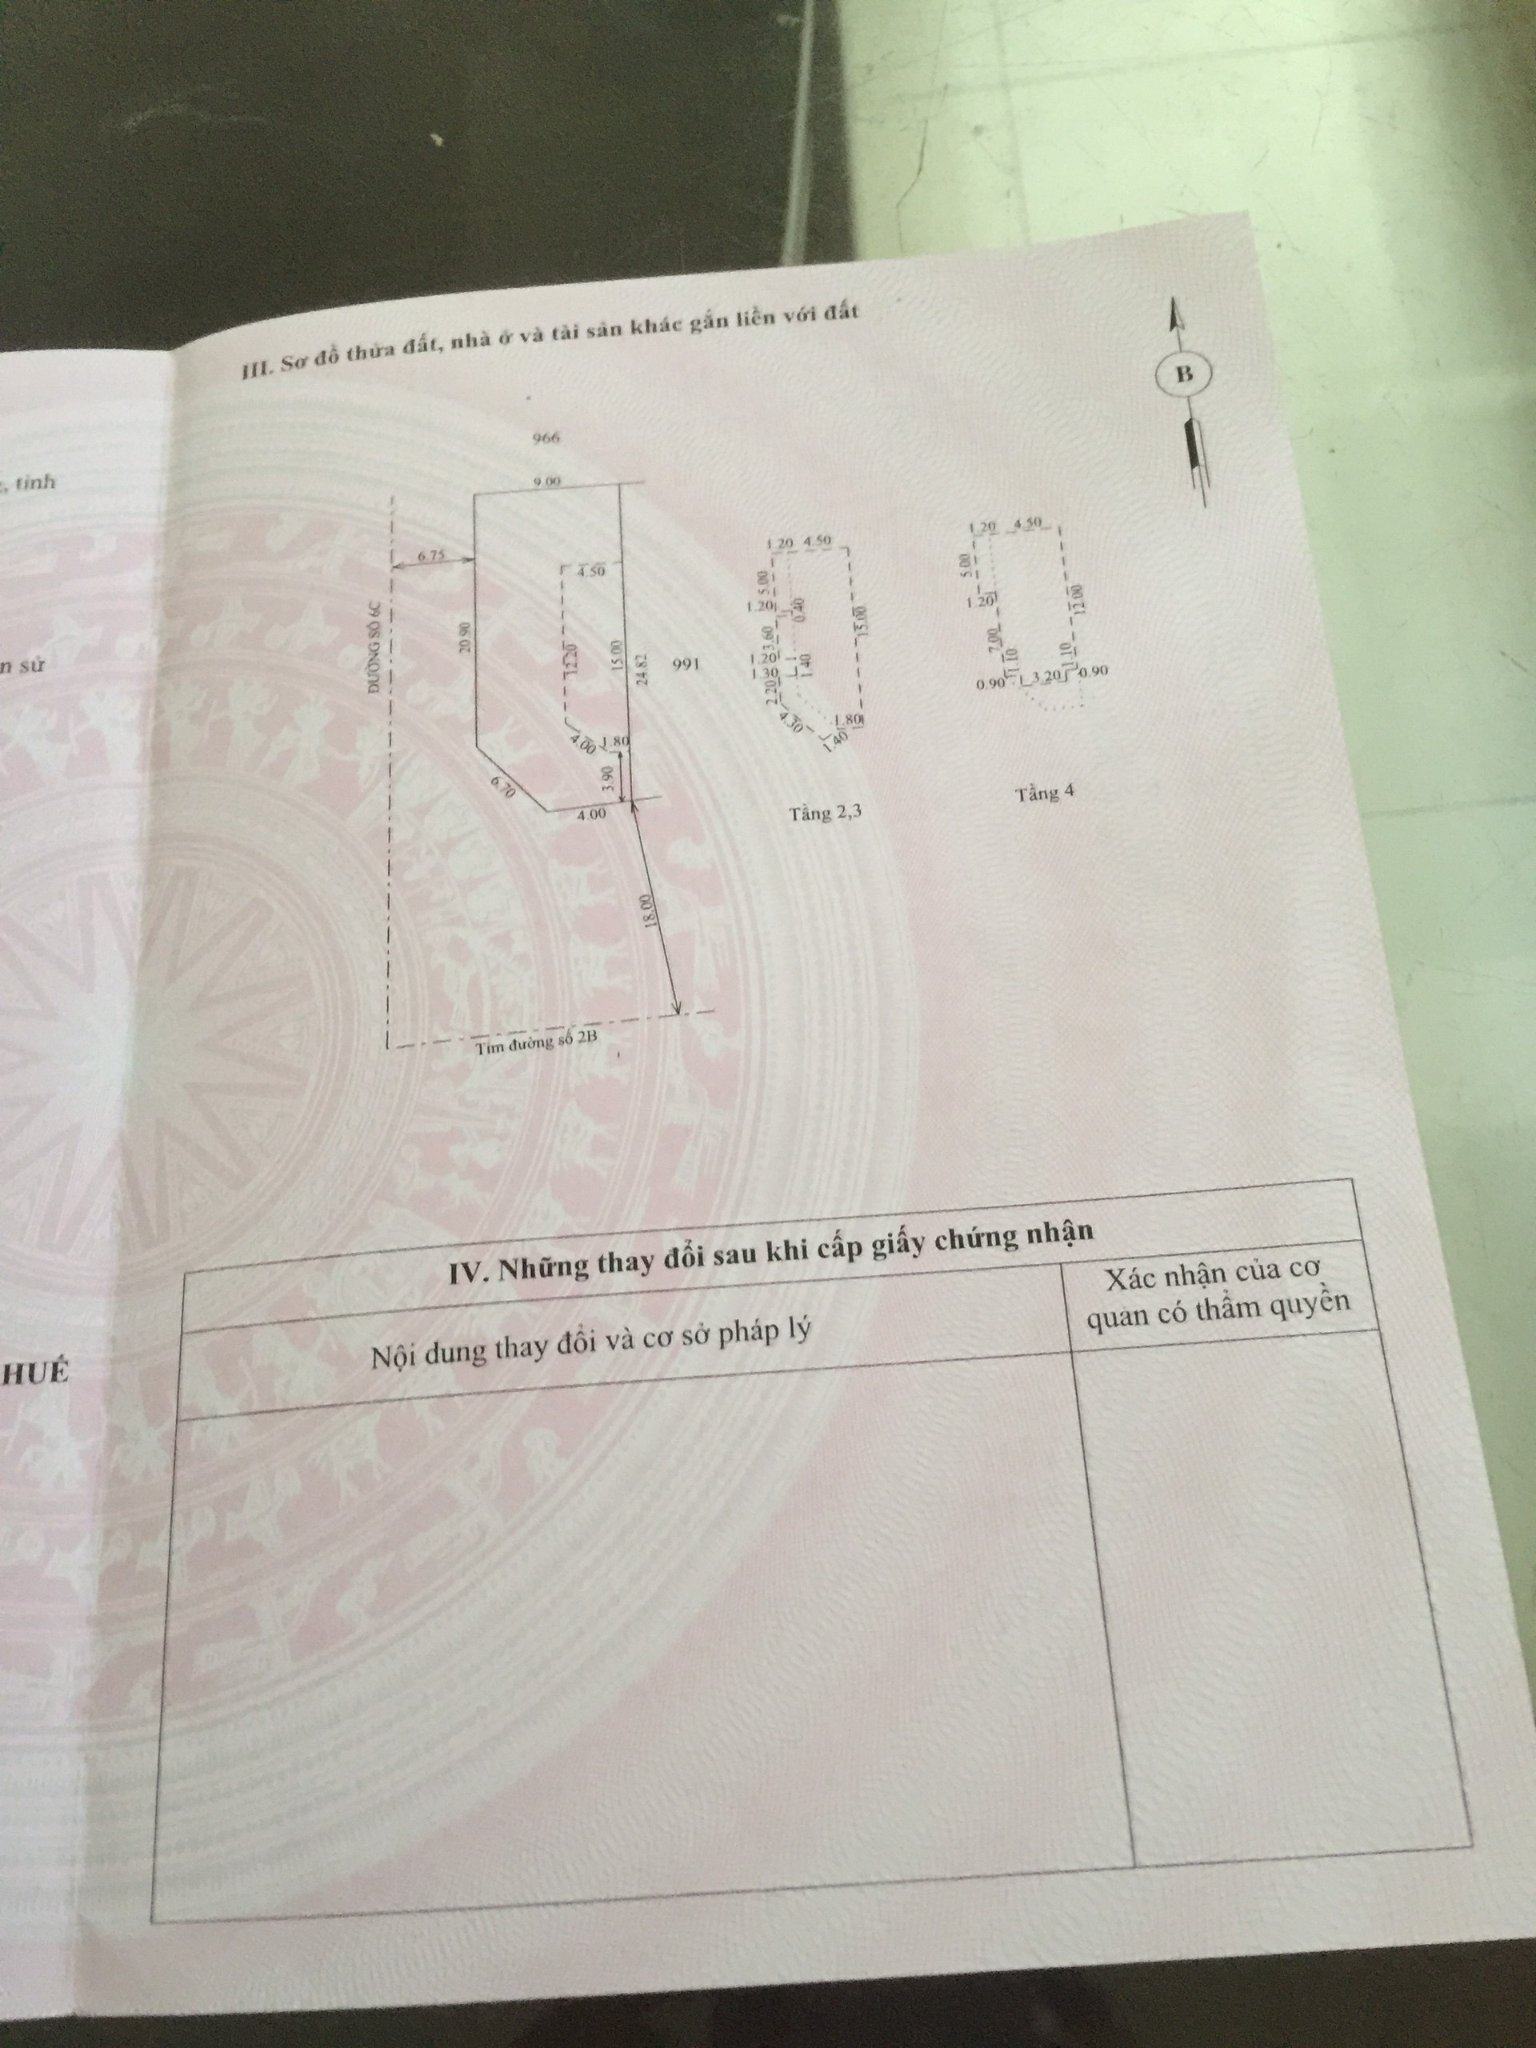 III. Sơ đồ thửa đất, nhà ở và tài sản khác gắn liền với đất
B
, tỉnh
n sử
HUẾ
966
9.00
6.75
4.50
ĐƯỜNG SỐ 6C
20.90
12.20
15.00
24.82
991
4.00
1.80
3.90
6.70
4.00
18.00
Tim đường số 2B
1.20 4.50
5.00
1.20
0.40
15.00
3.60
1.20
1.30
1.40
2.20
4.30
1.80
1.40
Tầng 2,3
1.20 4.50
5.00
1.20
12.00
7.00
1.10
1.10
0.90
3.20
0.90
Tầng 4
IV. Những thay đổi sau khi cấp giấy chứng nhận
Nội dung thay đổi và cơ sở pháp lý
Xác nhận của cơ
quan có thẩm quyền